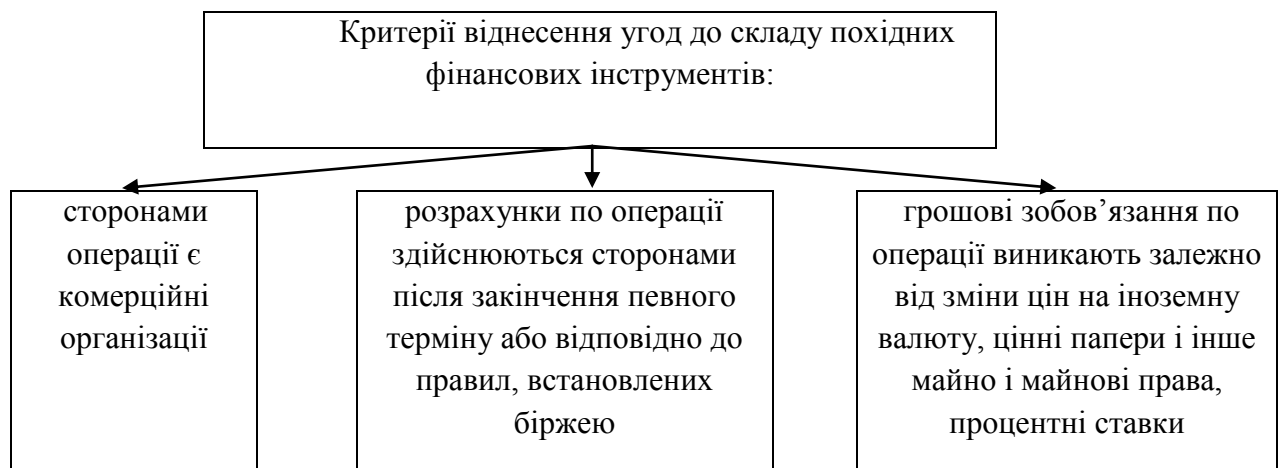 Критерії віднесення угод до складу похідних
фінансових інструментів:
сторонами
операції є
комерційні
організації
розрахунки по операції
здійснюються сторонами
після закінчення певного
терміну або відповідно до
правил, встановлених
біржею
грошові зобов’язання по
операції виникають залежно
від зміни цін на іноземну
валюту, цінні папери і інше
майно і майнові права,
процентні ставки